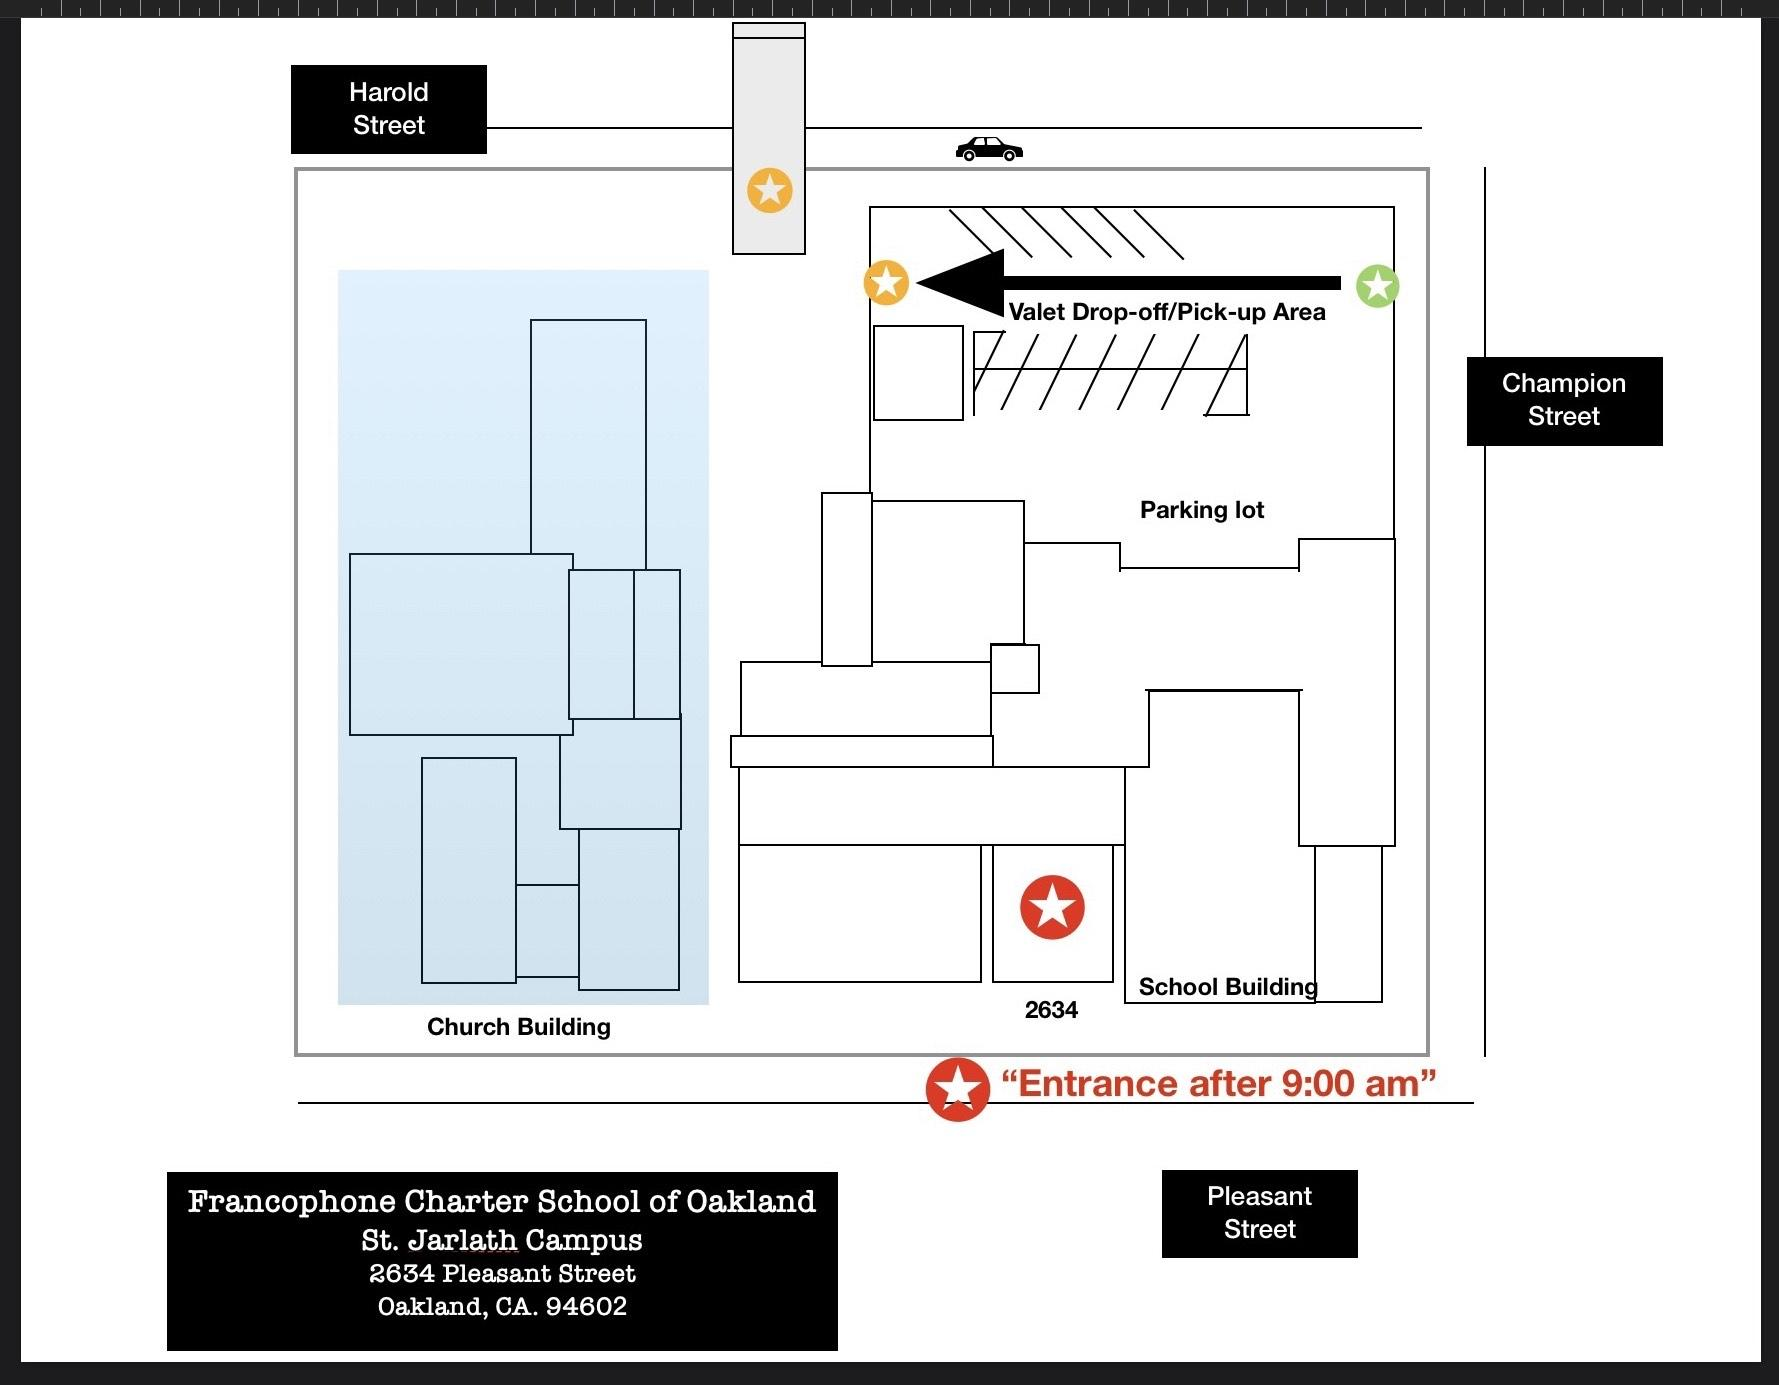 Harold
Street
Valet Drop-off/Pick-up Area
Champion
Street
Parking lot
School Building
2634
Church Building
“Entrance after 9:00 am”
Francophone Charter School of Oakland
St. Jarlath Campus
2634 Pleasant Street
Oakland, CA. 94602
Pleasant
Street